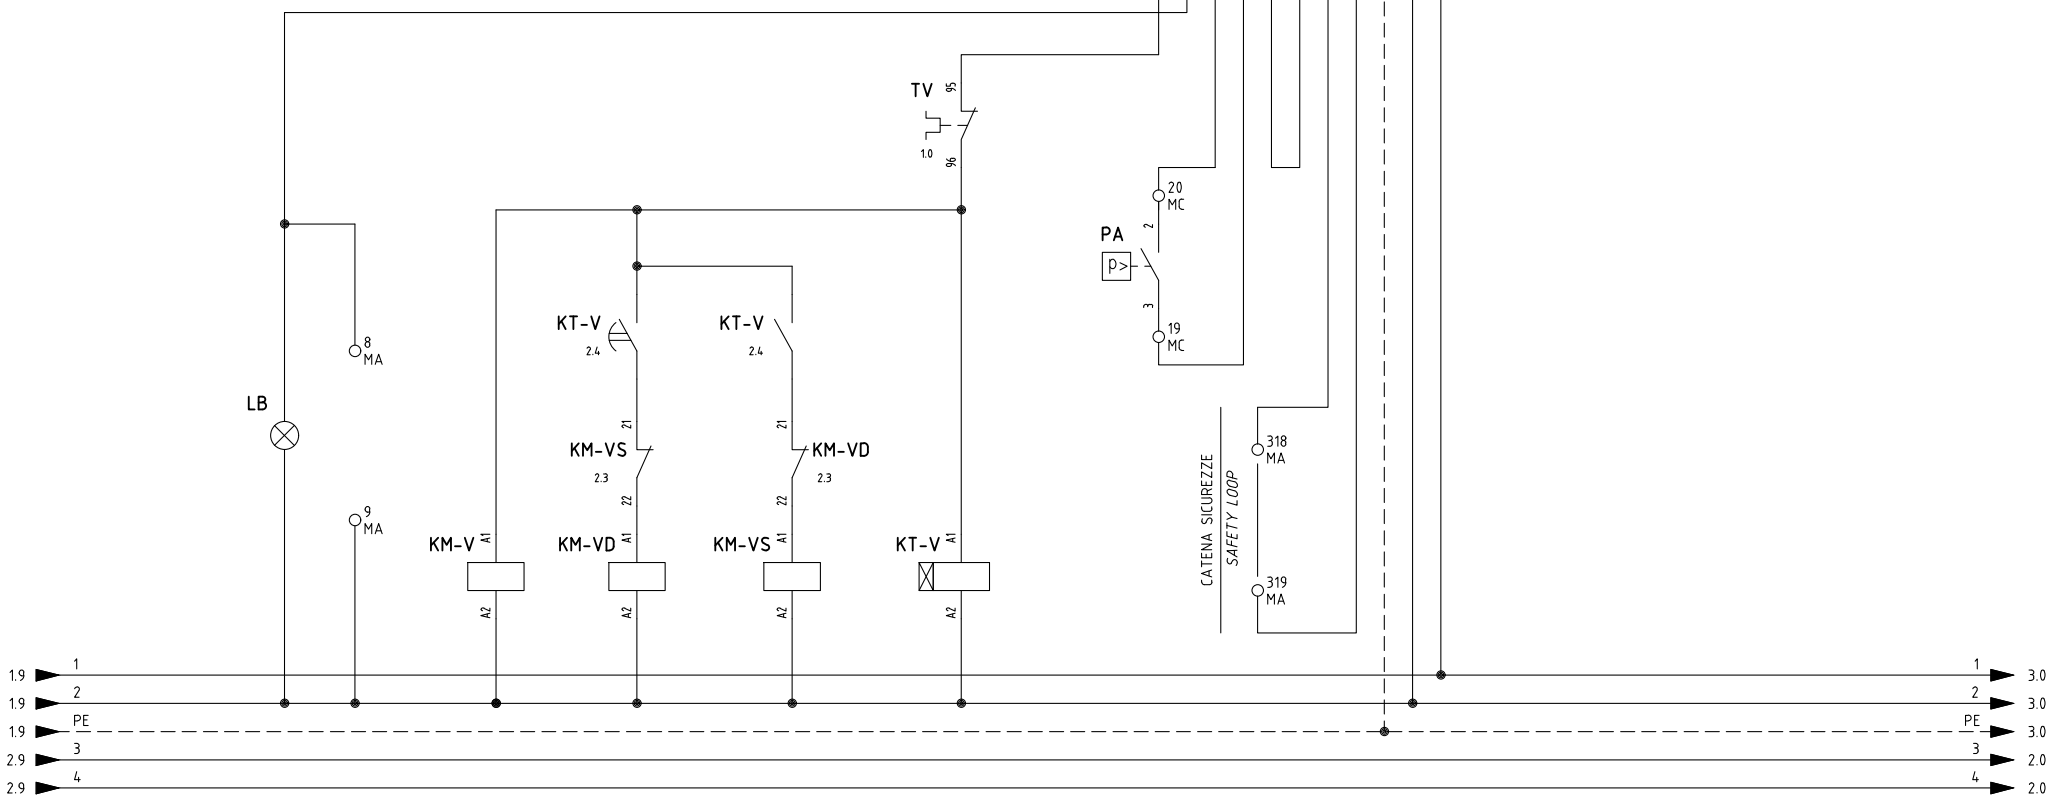 TV
95
1.0
96
20
MC
2
PA
p>
3
19
MC
8
MA
KT-V
2.4
KT-V
2.4
LB
21
KM-VS
2.3
22
21
KM-VD
2.3
22
9
MA
KM-V
A1
A2
KM-VD
A1
A2
KM-VS
A1
A2
KT-V
A1
A2
CATENA SICUREZZE
SAFETY LOOP
318
MA
319
MA
1.9 1 1 3.0
1.9 2 2 3.0
1.9 PE PE 3.0
2.9 3 3 2.0
2.9 4 4 2.0